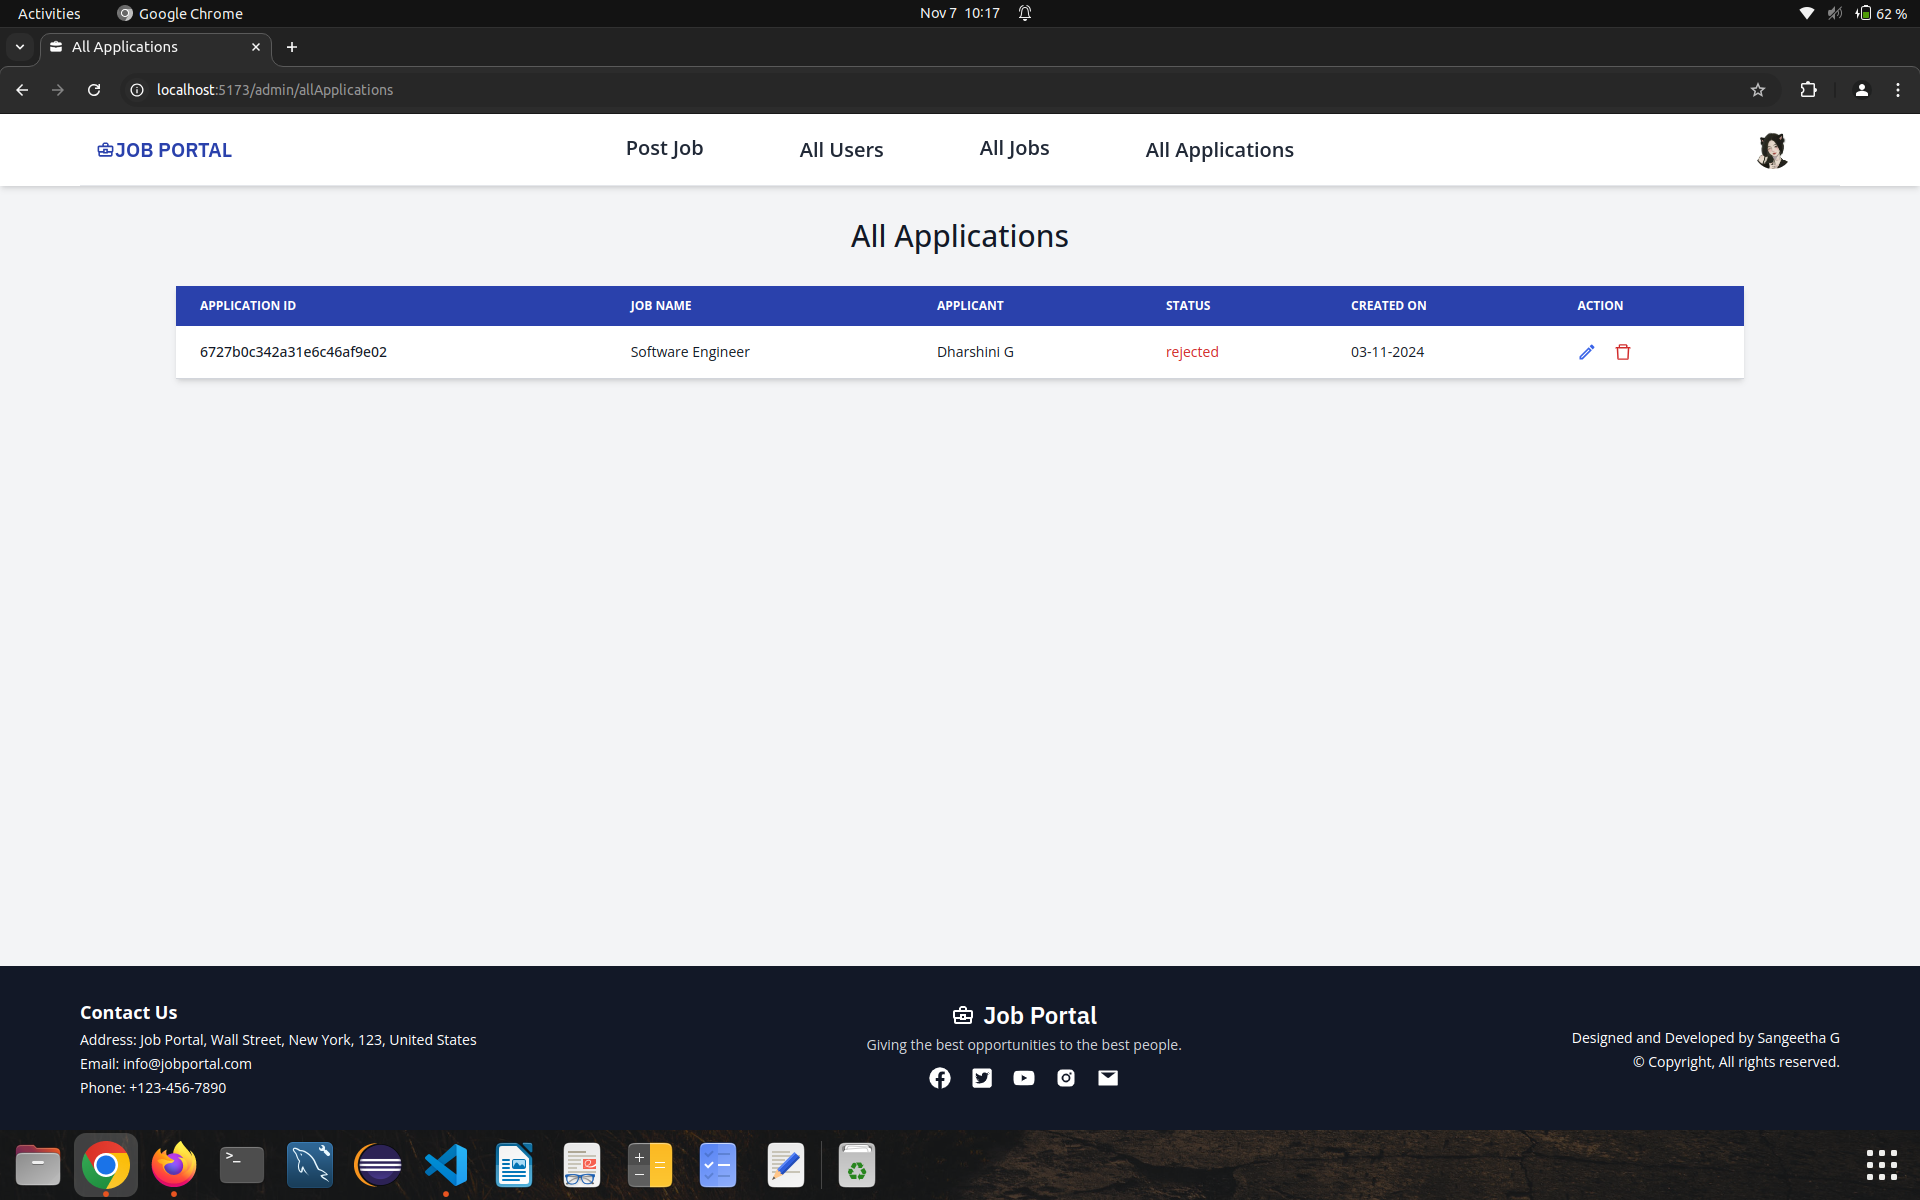 Activities Google Chrome Nov 7 10:17 62 %
All Applications
localhost:5173/admin/allApplications
JOB PORTAL Post Job All Users All Jobs All Applications
All Applications
APPLICATION ID JOB NAME APPLICANT STATUS CREATED ON ACTION
6727b0c342a31e6c46af9e02 Software Engineer Dharshini G rejected 03-11-2024
Contact Us
Address: Job Portal, Wall Street, New York, 123, United States
Email: info@jobportal.com
Phone: +123-456-7890
Job Portal
Giving the best opportunities to the best people.
Designed and Developed by Sangeetha G
© Copyright, All rights reserved.